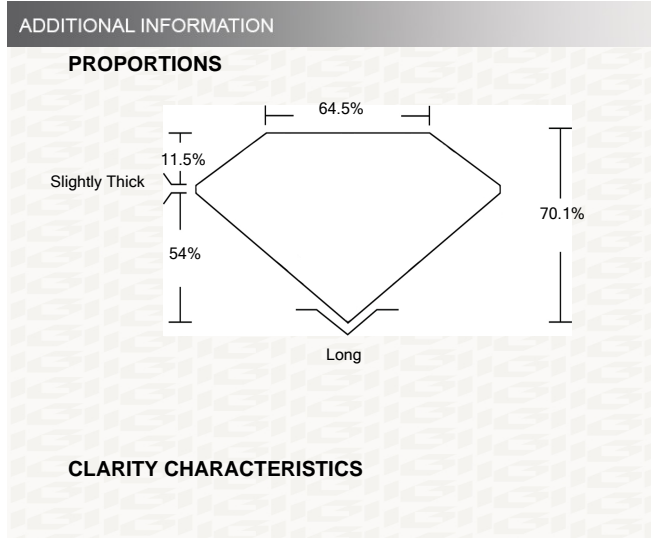 ADDITIONAL INFORMATION
PROPORTIONS
64.5%
11.5%
Slightly Thick
70.1%
54%
Long
CLARITY CHARACTERISTICS